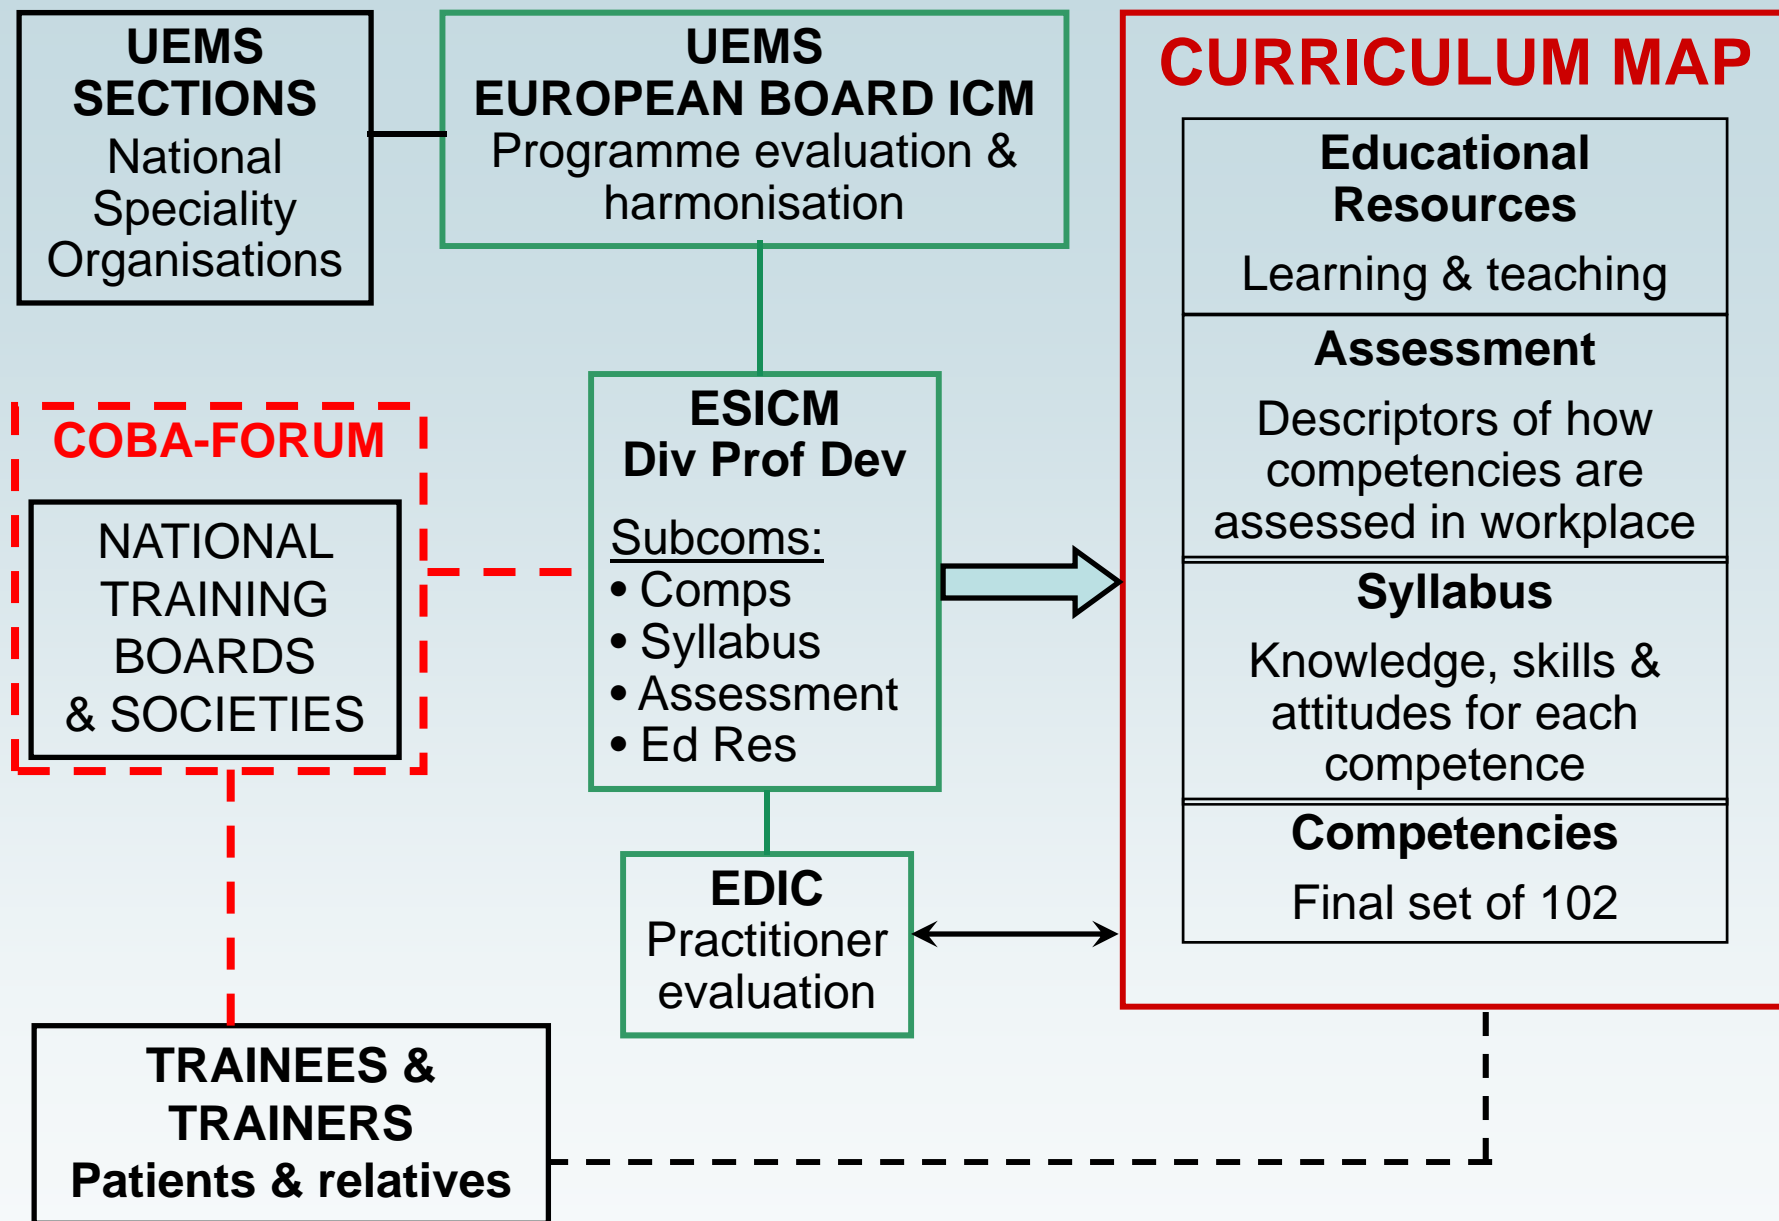 UEMS
SECTIONS
National
Speciality
Organisations
UEMS
EUROPEAN BOARD ICM
Programme evaluation &
harmonisation
CURRICULUM MAP
Educational
Resources
Learning & teaching
Assessment
Descriptors of how
competencies are
assessed in workplace
Syllabus
Knowledge, skills &
attitudes for each
competence
Competencies
Final set of 102
COBA-FORUM
NATIONAL
TRAINING
BOARDS
& SOCIETIES
ESICM
Div Prof Dev
Subcoms:
• Comps
• Syllabus
• Assessment
• Ed Res
EDIC
Practitioner
evaluation
TRAINEES &
TRAINERS
Patients & relatives